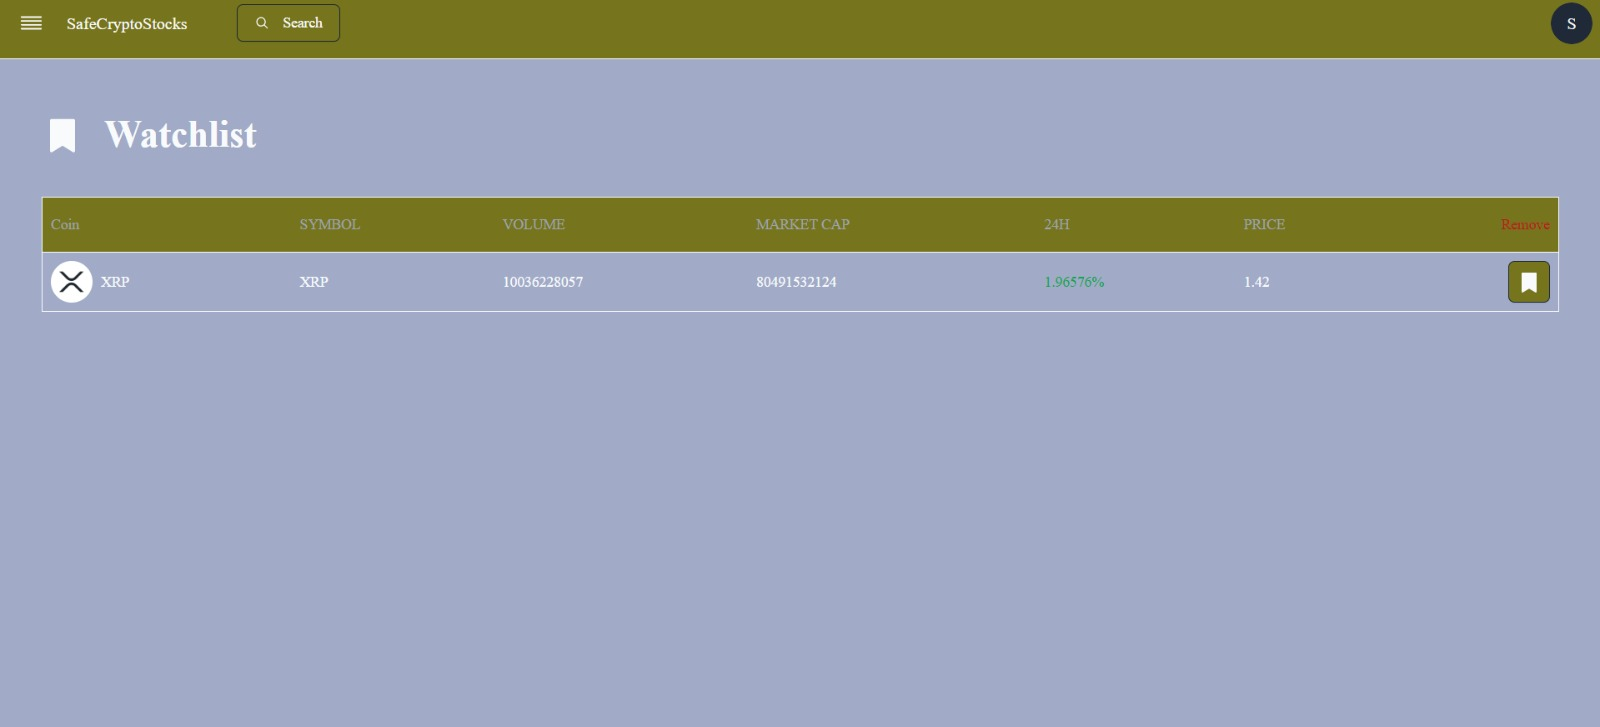 SafeCryptoStocks Search S
Watchlist
Coin SYMBOL VOLUME MARKET CAP 24H PRICE Remove
XRP XRP 10036228057 80491532124 1.96576% 1.42